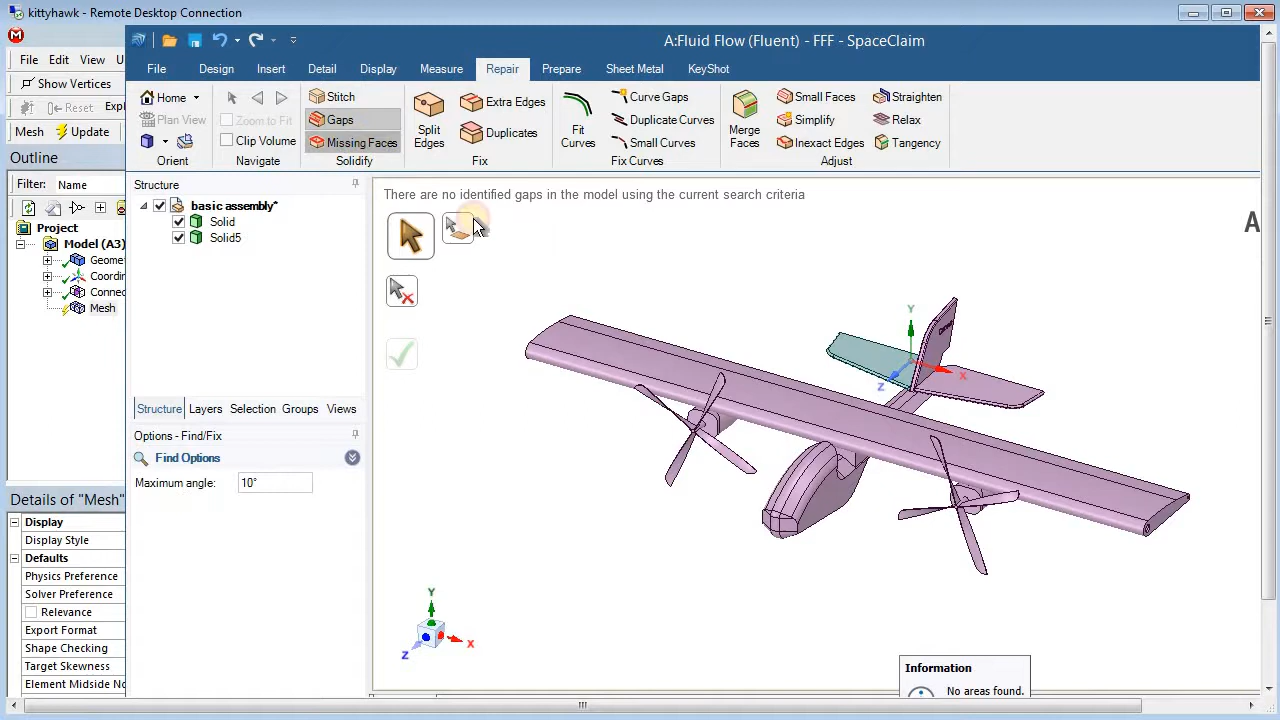 kittyhawk - Remote Desktop Connection
M
A:Fluid Flow (Fluent) - FFF - SpaceClaim
File Edit View
Show Vertices
Reset
Mesh Update
Outline
Filter: Name
Project
Model (A3)
Mesh
Details of "Mesh"
Display
Display Style
Defaults
Physics Preference
Solver Preference
Relevance
Export Format
Shape Checking
Target Skewness
Element Midside No
File Design Insert Detail Display Measure Repair Prepare Sheet Metal KeyShot
Home
Plan View
Orient
Zoom to Fit
Clip Volume
Navigate
Stitch
Gaps
Missing Faces
Solidify
Split
Edges
Extra Edges
Duplicates
Fix
Fit
Curves
Curve Gaps
Duplicate Curves
Small Curves
Fix Curves
Merge
Faces
Small Faces
Simplify
Inexact Edges
Straighten
Relax
Tangency
Adjust
Structure
basic assembly*
Solid
Solid5
Structure Layers Selection Groups Views
Options - Find/Fix
Find Options
Maximum angle: 10°
There are no identified gaps in the model using the current search criteria
A
Y
X
Z
Y
X
Z
Information
No areas found.